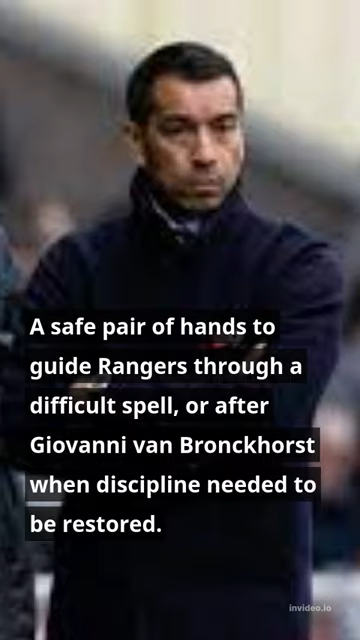 A safe pair of hands to
guide Rangers through a
difficult spell, or after
Giovanni van Bronckhorst
when discipline needed to
be restored.
invideo.io